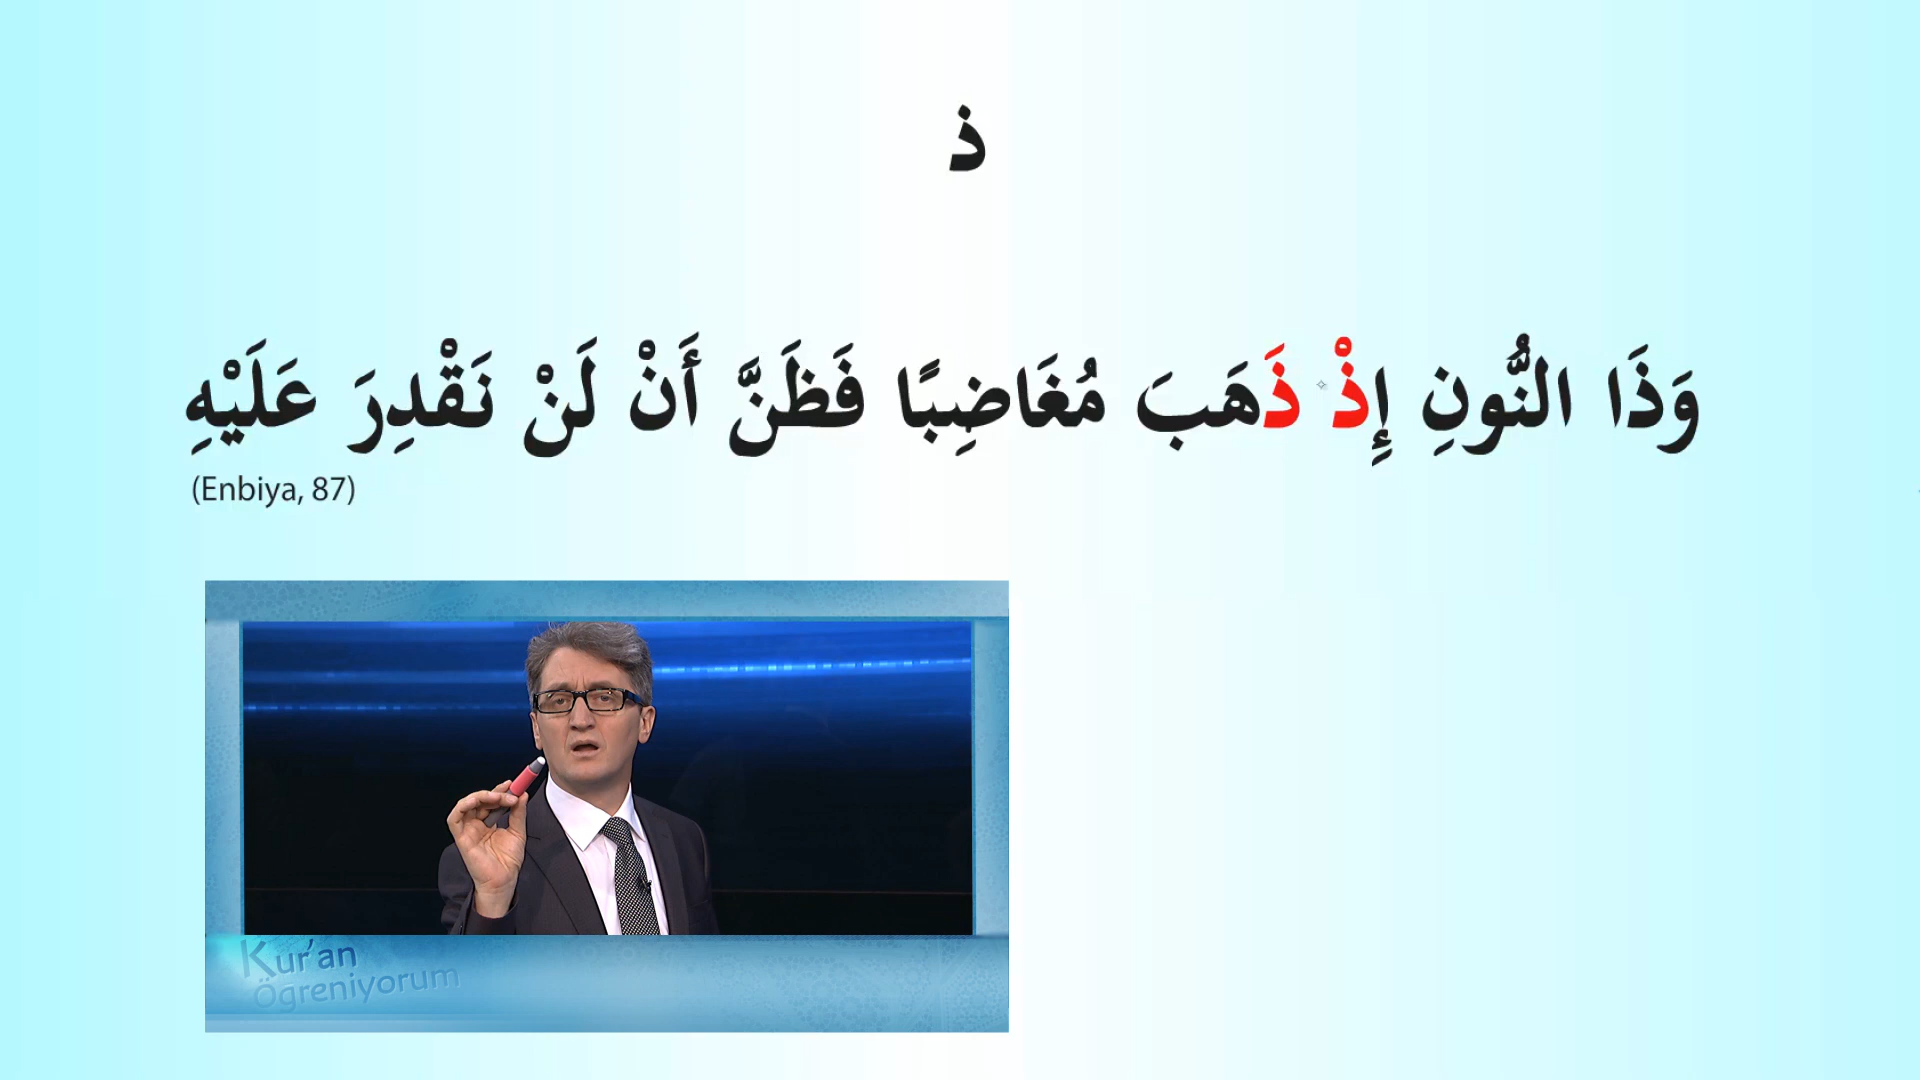 ذ
وَذَا النُّونِ إِذْ ذَهَبَ مُغَاضِبًا فَظَنَّ أَنْ لَنْ نَقْدِرَ عَلَيْهِ
(Enbiya, 87)
Kur'an
Öğreniyorum